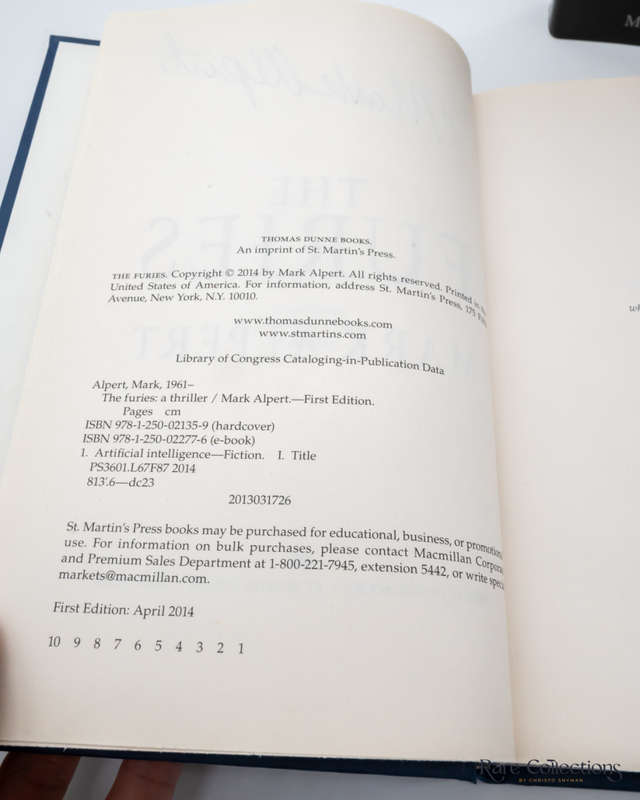 M
THOMAS DUNNE BOOKS.
An imprint of St. Martin's Press.
THE FURIES. Copyright © 2014 by Mark Alpert. All rights reserved. Printed in the
United States of America. For information, address St. Martin's Press, 175 Fifth
Avenue, New York, N.Y. 10010.
www.thomasdunnebooks.com
www.stmartins.com
Library of Congress Cataloging-in-Publication Data
Alpert, Mark, 1961–
The furies: a thriller / Mark Alpert.—First Edition.
Pages cm
ISBN 978-1-250-02135-9 (hardcover)
ISBN 978-1-250-02277-6 (e-book)
1. Artificial intelligence—Fiction. I. Title
PS3601.L67F87 2014
813'.6—dc23
2013031726
St. Martin's Press books may be purchased for educational, business, or promotion
use. For information on bulk purchases, please contact Macmillan Corpora
and Premium Sales Department at 1-800-221-7945, extension 5442, or write speci
markets@macmillan.com.
First Edition: April 2014
10 9 8 7 6 5 4 3 2 1
Rare Collections
BY CHRISTO SNYMAN